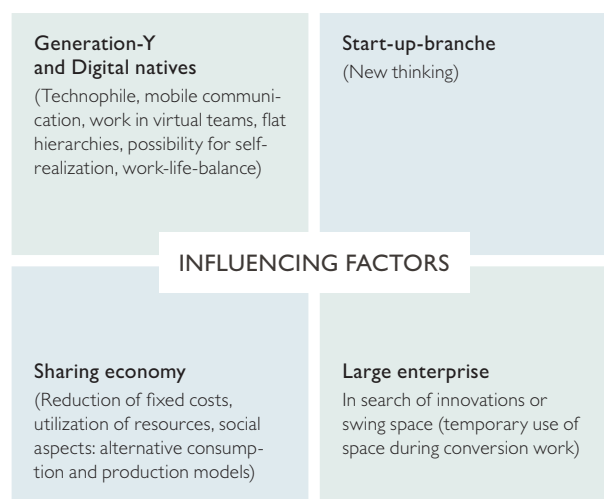 Generation-Y
and Digital natives
(Technophile, mobile communi-
cation, work in virtual teams, flat
hierarchies, possibility for self-
realization, work-life-balance)
Start-up-branche
(New thinking)
INFLUENCING FACTORS
Sharing economy
(Reduction of fixed costs,
utilization of resources, social
aspects: alternative consump-
tion and production models)
Large enterprise
In search of innovations or
swing space (temporary use of
space during conversion work)